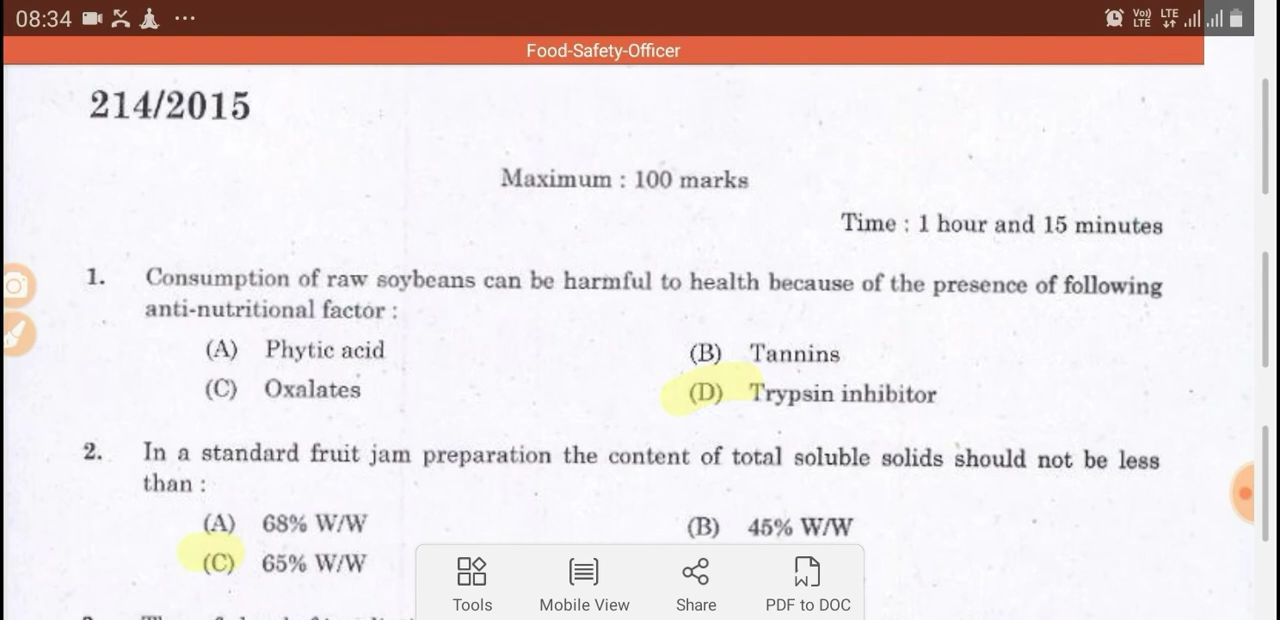 08:34
Vo)) LTE
LTE
Food-Safety-Officer
214/2015
Maximum : 100 marks
Time : 1 hour and 15 minutes
1. Consumption of raw soybeans can be harmful to health because of the presence of following
anti-nutritional factor :
(A) Phytic acid (B) Tannins
(C) Oxalates (D) Trypsin inhibitor
2. In a standard fruit jam preparation the content of total soluble solids should not be less
than :
(A) 68% W/W (B) 45% W/W
(C) 65% W/W
Tools Mobile View Share PDF to DOC